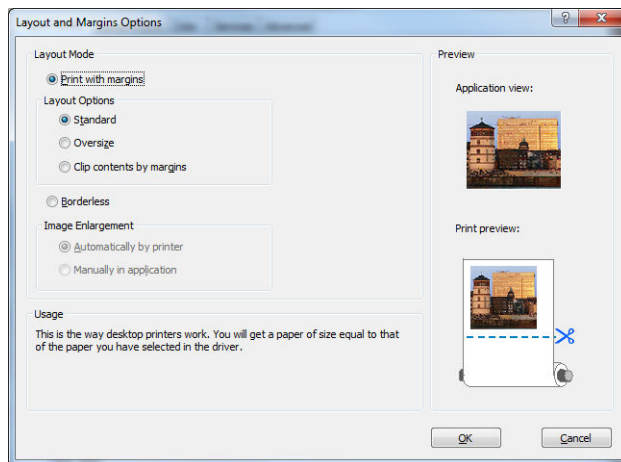 Layout and Margins Options
Layout Mode
Print with margins
Layout Options
Standard
Oversize
Clip contents by margins
Borderless
Image Enlargement
Automatically by printer
Manually in application
Usage
This is the way desktop printers work. You will get a paper of size equal to that
of the paper you have selected in the driver.
Preview
Application view:
Print preview:
OK
Cancel